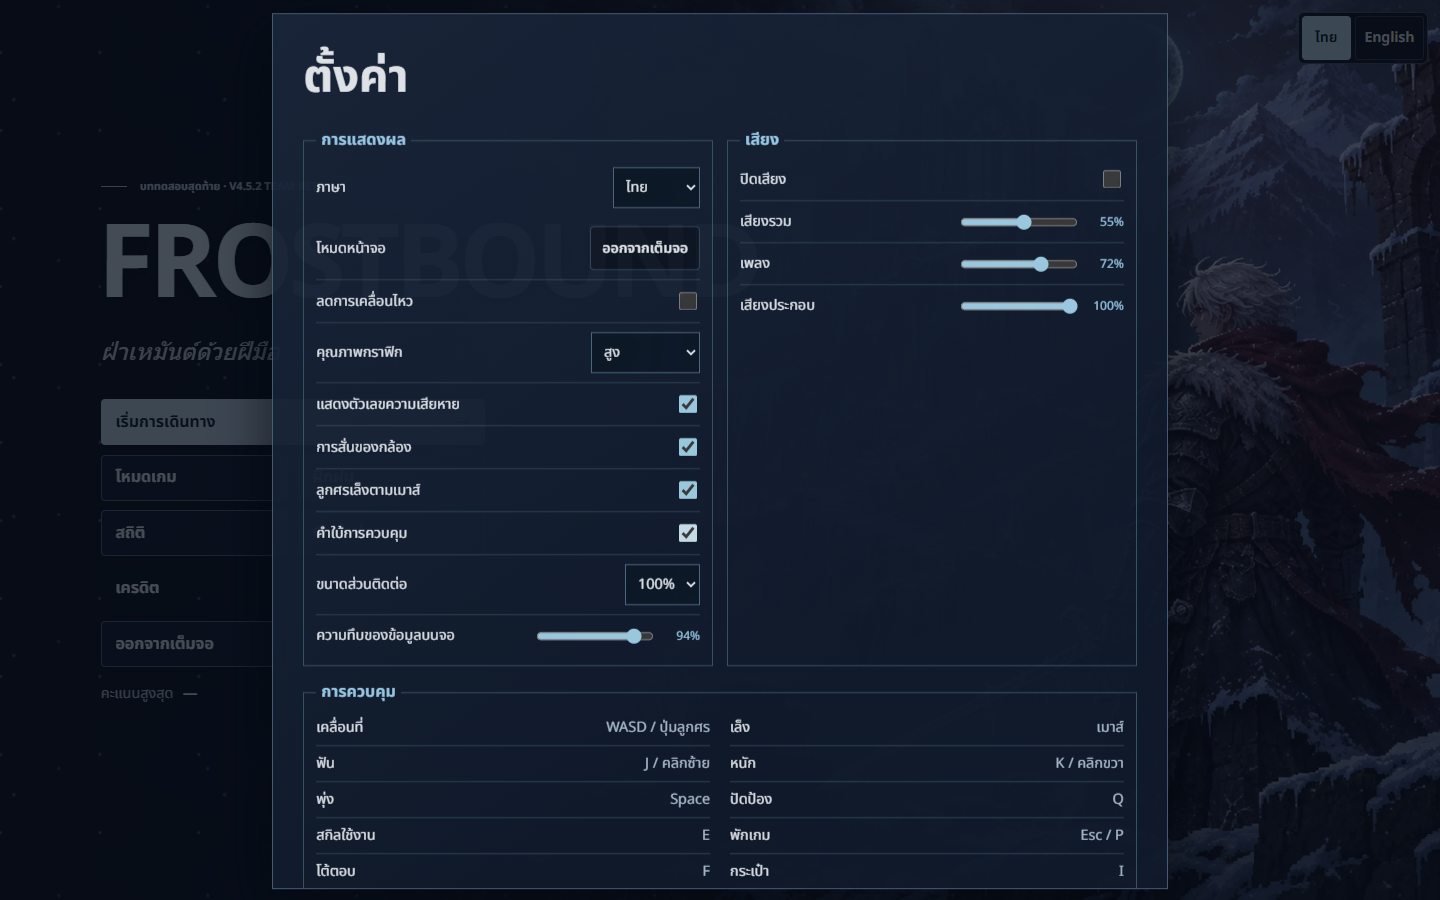 ไทย English
ตั้งค่า
การแสดงผล
ภาษา ไทย
โหมดหน้าจอ ออกจากเต็มจอ
ลดการเคลื่อนไหว
คุณภาพกราฟิก สูง
แสดงตัวเลขความเสียหาย
การสั่นของกล้อง
ลูกศรเล็งตามเมาส์
คำใบ้การควบคุม
ขนาดส่วนติดต่อ 100%
ความทึบของข้อมูลบนจอ 94%
เสียง
ปิดเสียง
เสียงรวม 55%
เพลง 72%
เสียงประกอบ 100%
การควบคุม
เคลื่อนที่ WASD / ปุ่มลูกศร เล็ง เมาส์
ฟัน J / คลิกซ้าย หนัก K / คลิกขวา
พุ่ง Space ปัดป้อง Q
สกิลใช้งาน E พักเกม Esc / P
โต้ตอบ F กระเป๋า I
บททดสอบสุดท้าย · V4.5.2
FROSTBOUND
ฝ่าเหมันต์ด้วยฝีมือ
เริ่มการเดินทาง
โหมดเกม
สถิติ
เครดิต
ออกจากเต็มจอ
คะแนนสูงสุด —